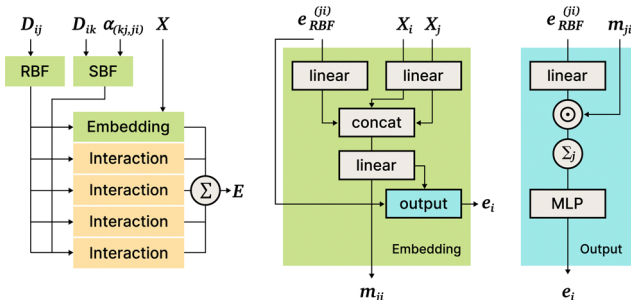 D_ij D_ik α_(kj,ji) X
RBF SBF
Embedding
Interaction
Interaction
Interaction
Interaction
Σ E
e_RBF^(ji) X_i X_j
linear linear
concat
linear
output e_i
Embedding
m_ji
e_RBF^(ji) m_ji
linear
⊙
Σ_j
MLP
Output
e_i